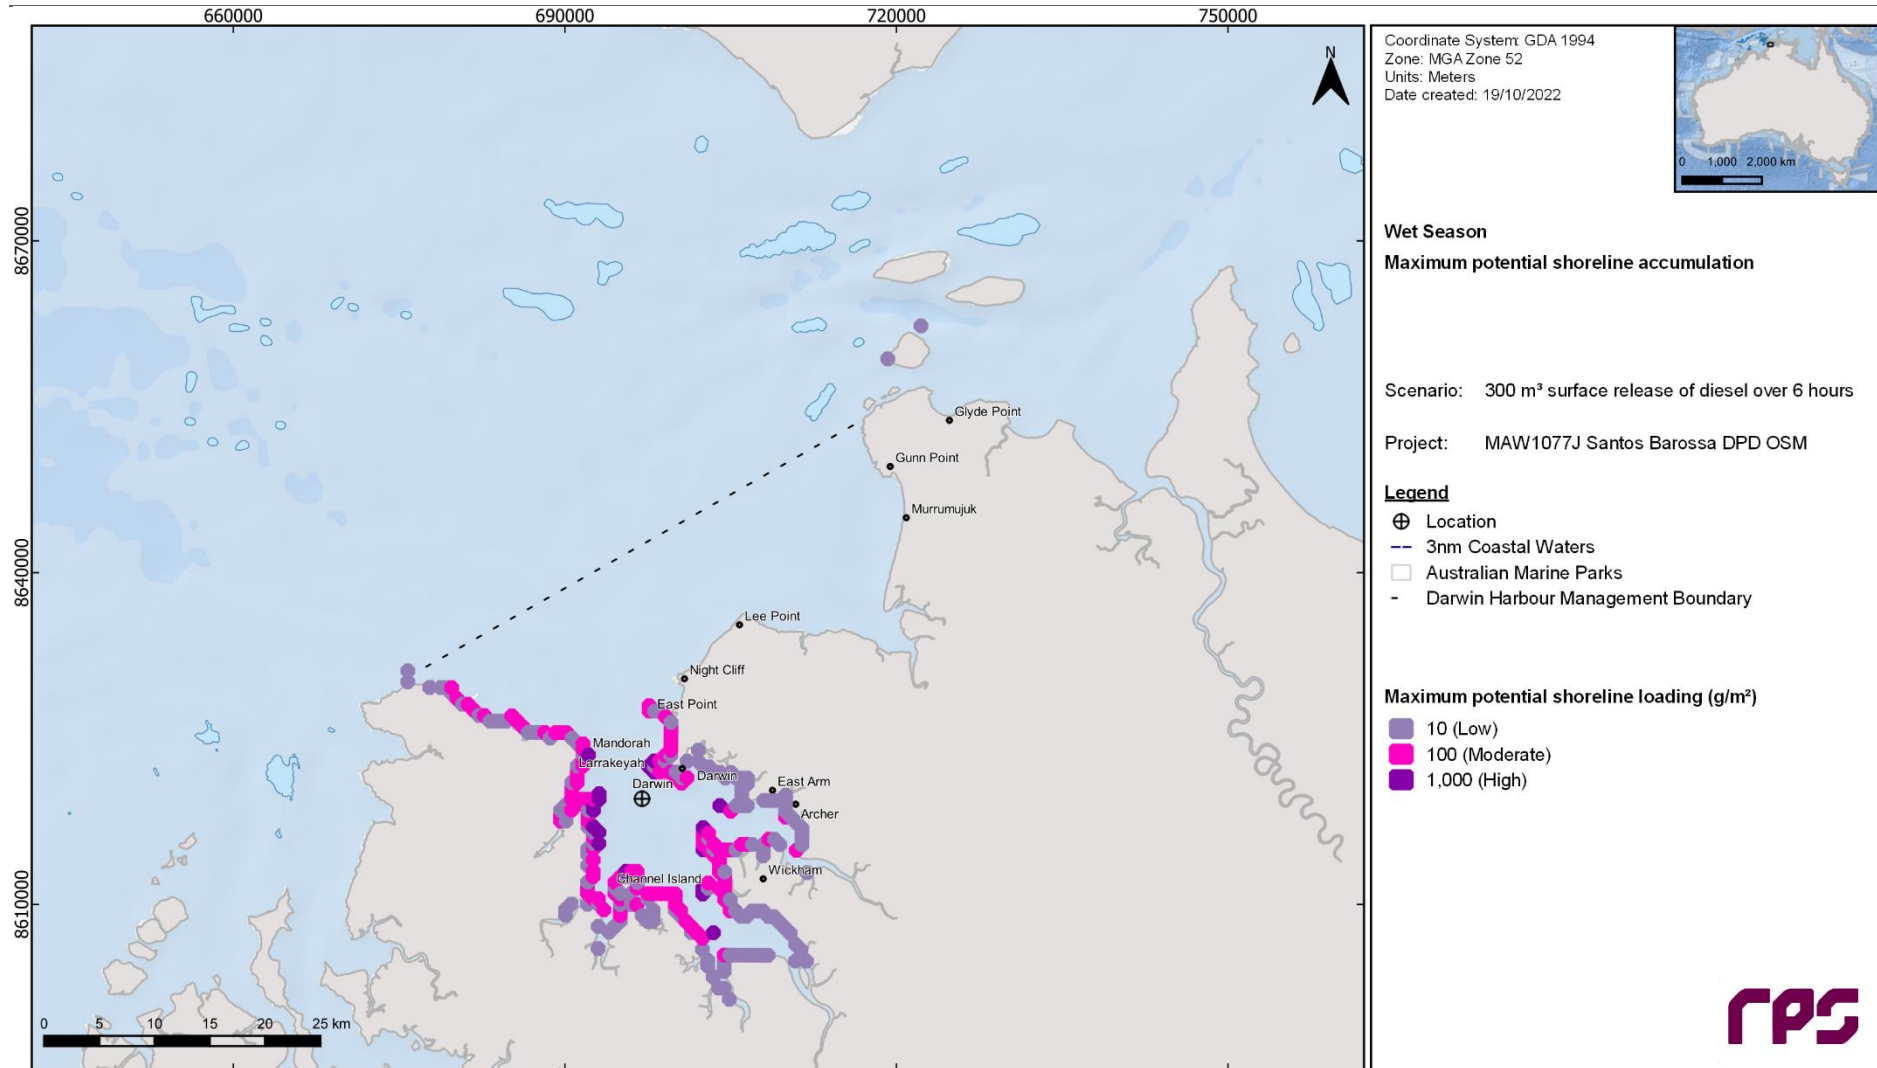 660000
690000
720000
750000
8670000
8640000
8610000
N
Glyde Point
Gunn Point
Murrumujuk
Lee Point
Night Cliff
East Point
Mandorah
Larrakeyah
Darwin
Darwin
East Arm
Archer
Channel Island
Wickham
0 5 10 15 20 25 km
Coordinate System: GDA 1994
Zone: MGA Zone 52
Units: Meters
Date created: 19/10/2022
0 1,000 2,000 km
Wet Season
Maximum potential shoreline accumulation
Scenario: 300 m³ surface release of diesel over 6 hours
Project: MAW1077J Santos Barossa DPD OSM
Legend
Location
3nm Coastal Waters
Australian Marine Parks
Darwin Harbour Management Boundary
Maximum potential shoreline loading (g/m²)
10 (Low)
100 (Moderate)
1,000 (High)
rps